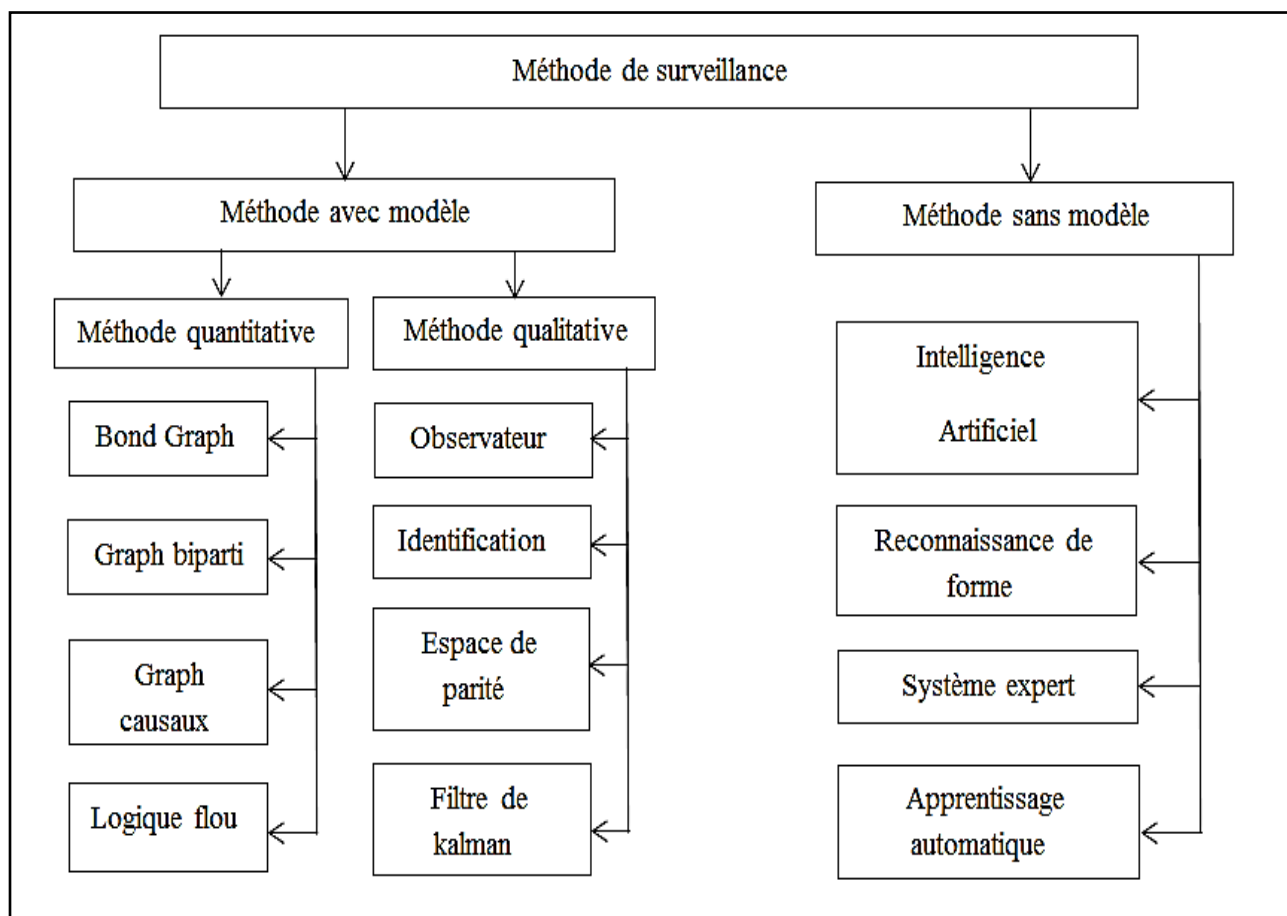 Méthode de surveillance
Méthode avec modèle
Méthode sans modèle
Méthode quantitative
Méthode qualitative
Bond Graph
Graph biparti
Graph
causaux
Logique flou
Observateur
Identification
Espace de
parité
Filtre de
kalman
Intelligence
Artificiel
Reconnaissance de
forme
Système expert
Apprentissage
automatique